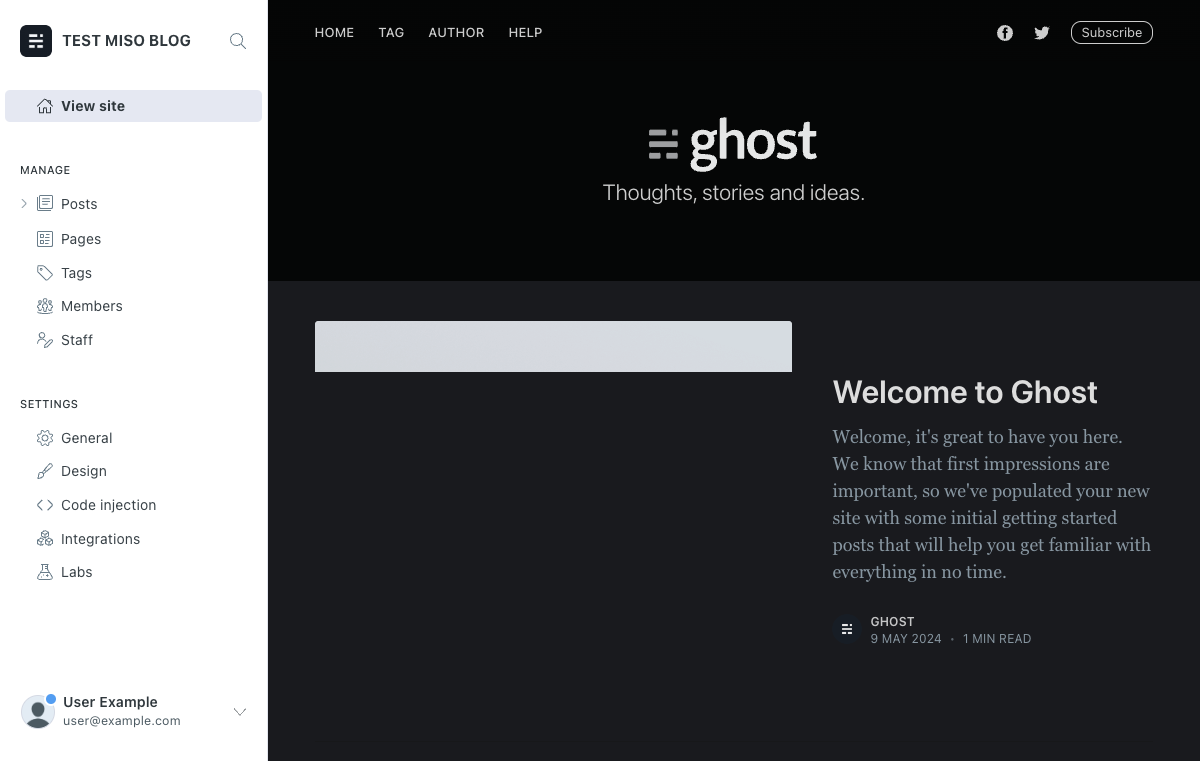 TEST MISO BLOG
View site
MANAGE
Posts
Pages
Tags
Members
Staff
SETTINGS
General
Design
Code injection
Integrations
Labs
User Example
user@example.com
HOME TAG AUTHOR HELP
Subscribe
ghost
Thoughts, stories and ideas.
Welcome to Ghost
Welcome, it's great to have you here.
We know that first impressions are
important, so we've populated your new
site with some initial getting started
posts that will help you get familiar with
everything in no time.
GHOST
9 MAY 2024 • 1 MIN READ